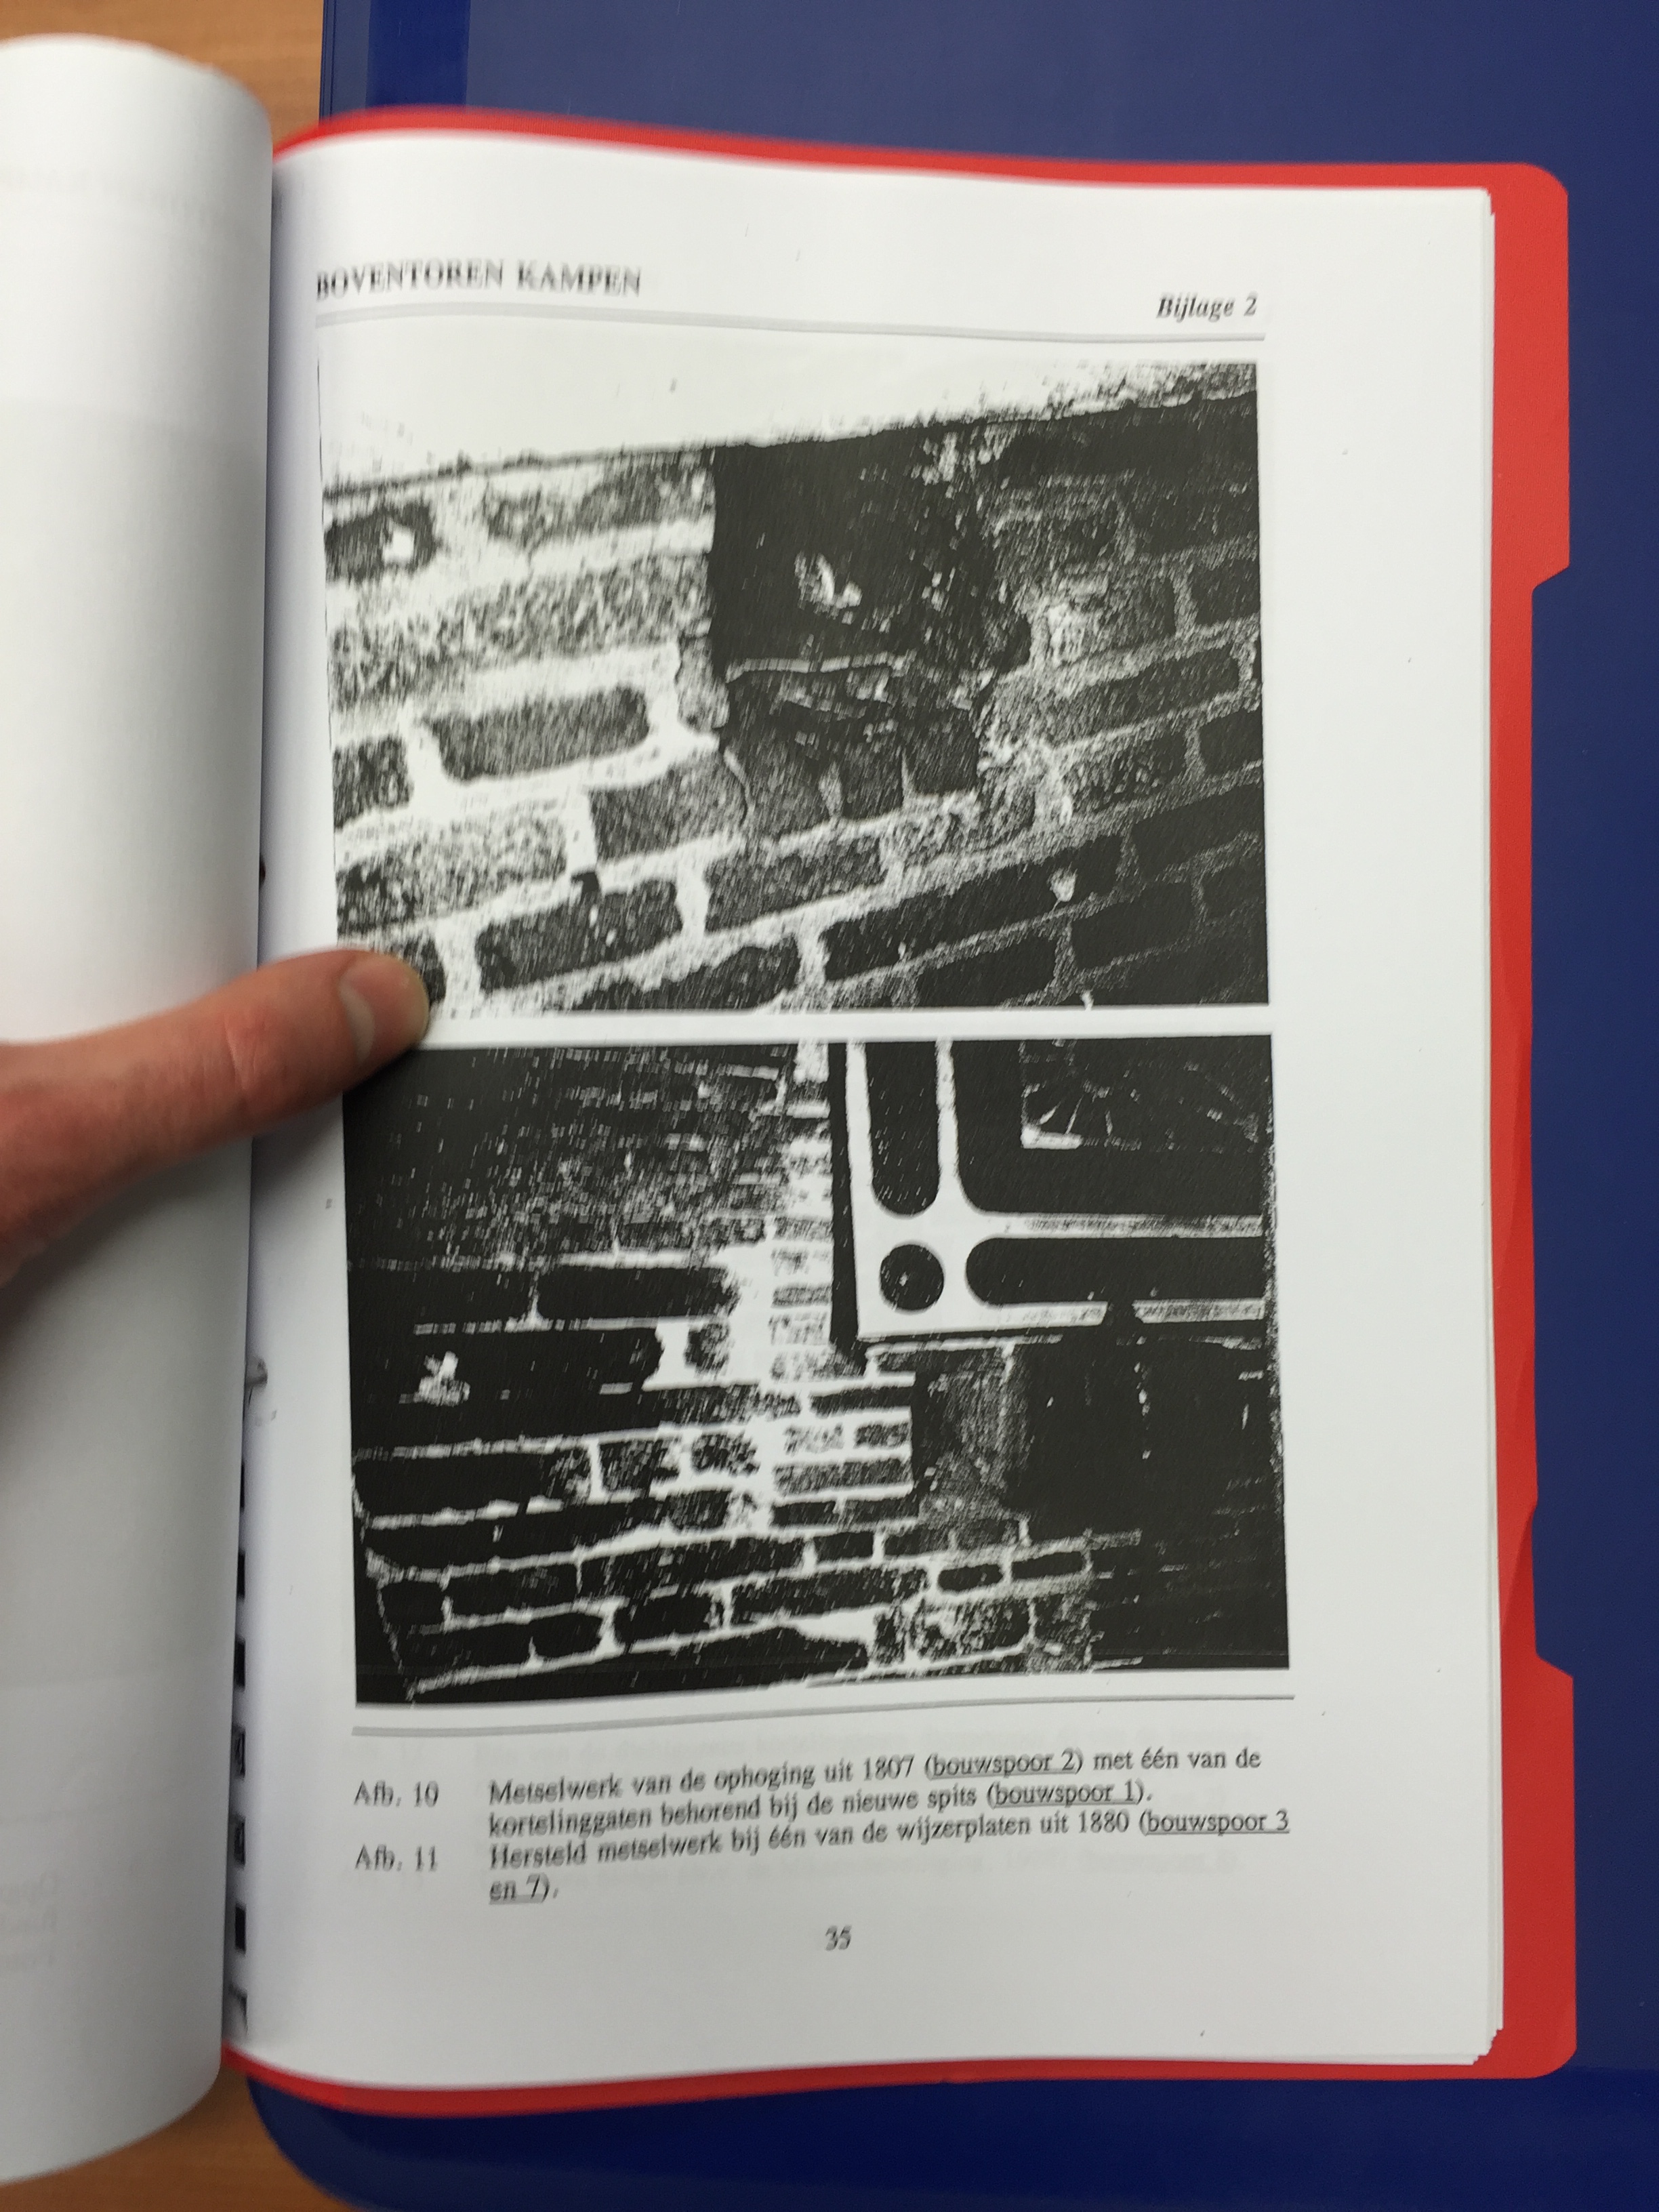 BOVENTOREN KAMPEN
Bijlage 2
Afb. 10 Metselwerk van de ophoging uit 1807 (bouwspoor 2) met één van de
kortelinggaten behorend bij de nieuwe spits (bouwspoor 1).
Afb. 11 Hersteld metselwerk bij één van de wijzerplaten uit 1880 (bouwspoor 3
en 7).
35